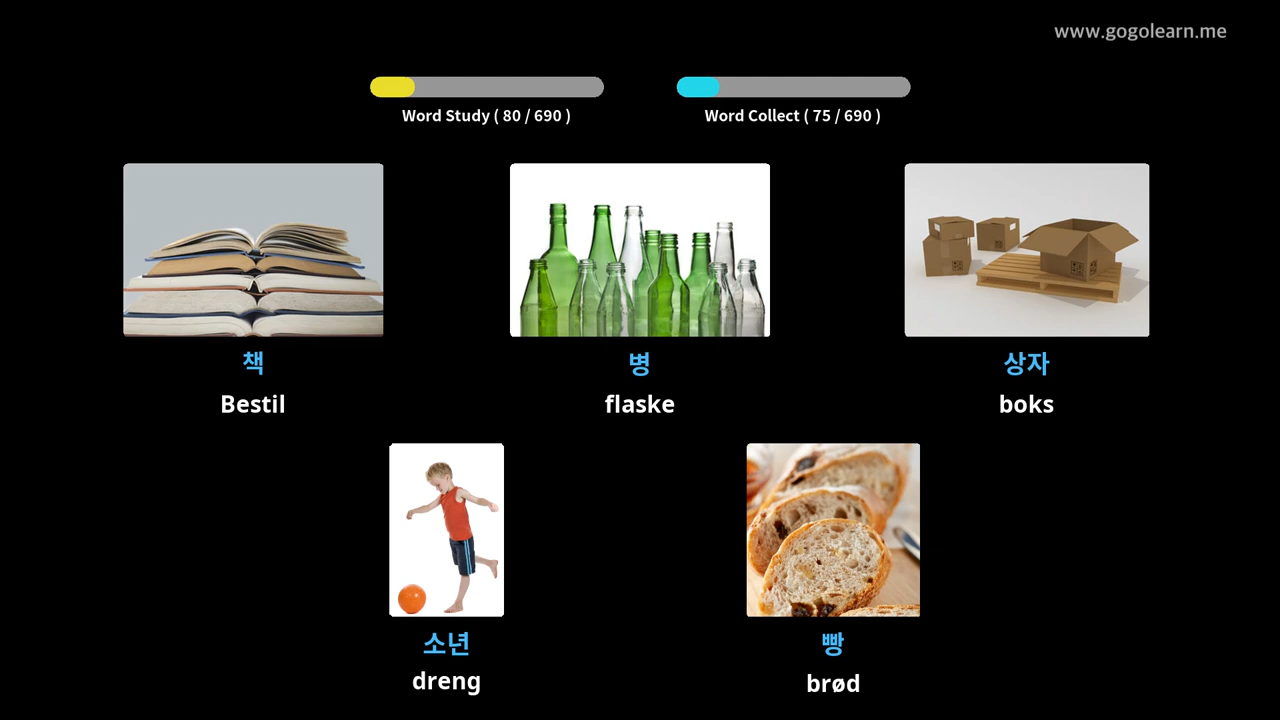 www.gogolearn.me
Word Study ( 80 / 690 )
Word Collect ( 75 / 690 )
책
Bestil
병
flaske
상자
boks
소년
dreng
빵
brød